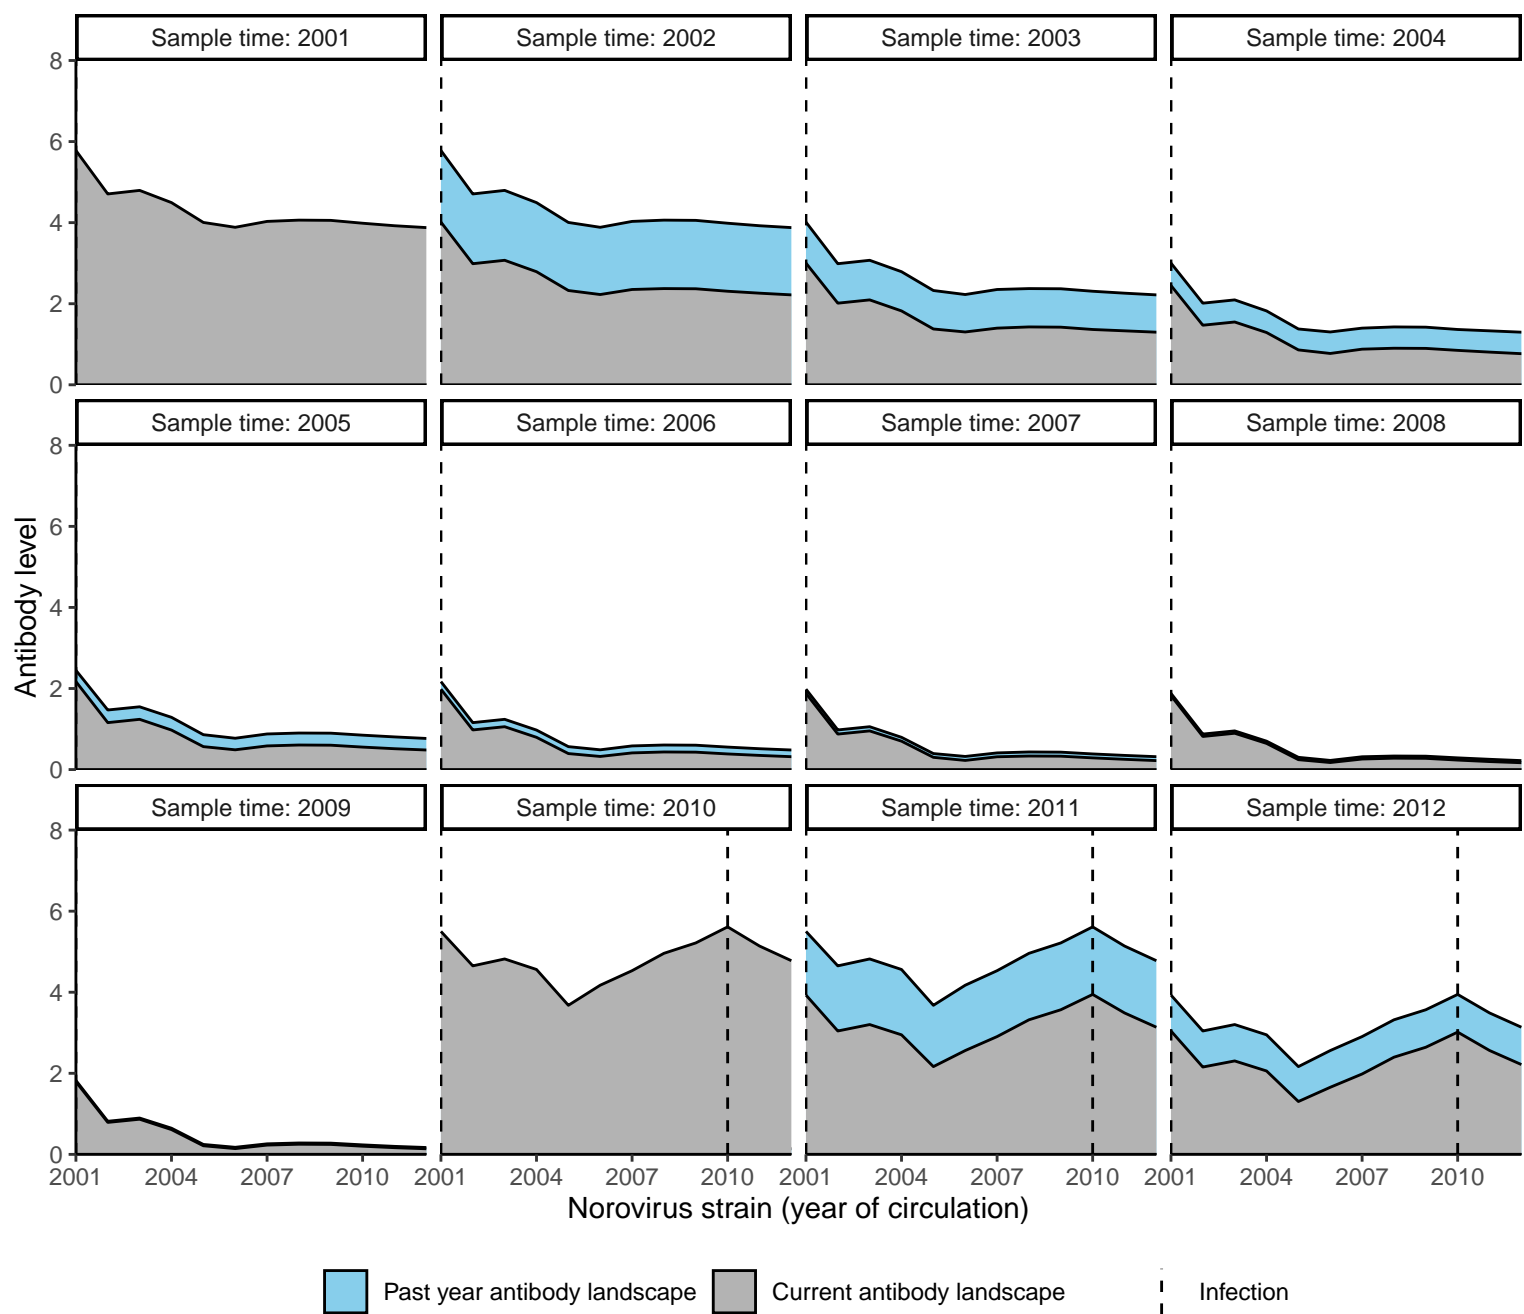 Sample time: 2001 Sample time: 2002 Sample time: 2003 Sample time: 2004
8
6
4
2
0
Sample time: 2005 Sample time: 2006 Sample time: 2007 Sample time: 2008
8
6
4
2
0
Antibody level
Sample time: 2009 Sample time: 2010 Sample time: 2011 Sample time: 2012
8
6
4
2
0
2001 2004 2007 2010 2001 2004 2007 2010 2001 2004 2007 2010 2001 2004 2007 2010
Norovirus strain (year of circulation)
Past year antibody landscape Current antibody landscape Infection